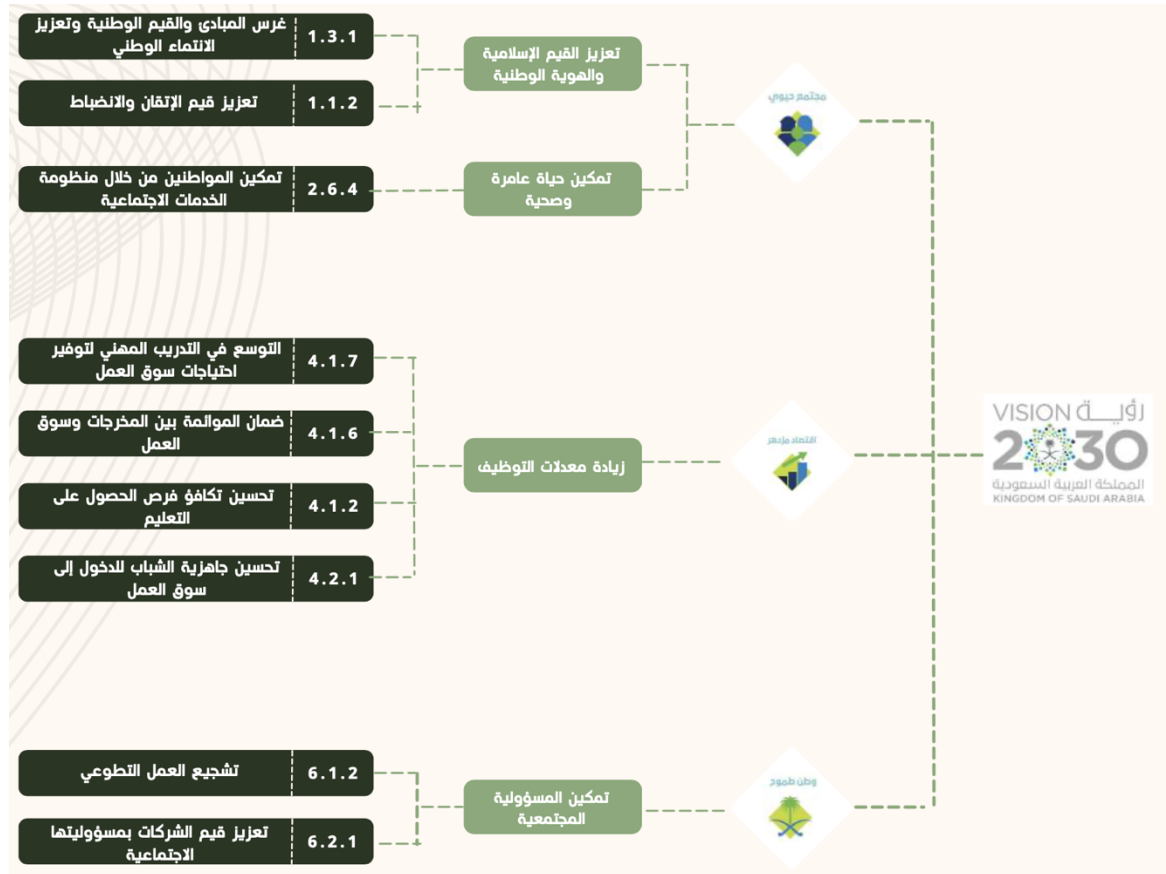 رؤيــة VISION
2030
المملكة العربية السعودية
KINGDOM OF SAUDI ARABIA
مجتمع حيوي
تعزيز القيم الإسلامية
والهوية الوطنية
1.3.1
غرس المبادئ والقيم الوطنية وتعزيز
الانتماء الوطني
1.1.2
تعزيز قيم الإتقان والانضباط
تمكين حياة عامرة
وصحية
2.6.4
تمكين المواطنين من خلال منظومة
الخدمات الاجتماعية
اقتصاد مزدهر
زيادة معدلات التوظيف
4.1.7
التوسع في التدريب المهني لتوفير
احتياجات سوق العمل
4.1.6
ضمان الموائمة بين المخرجات وسوق
العمل
4.1.2
تحسين تكافؤ فرص الحصول على
التعليم
4.2.1
تحسين جاهزية الشباب للدخول إلى
سوق العمل
وطن طموح
تمكين المسؤولية
المجتمعية
6.1.2
تشجيع العمل التطوعي
6.2.1
تعزيز قيم الشركات بمسؤوليتها
الاجتماعية